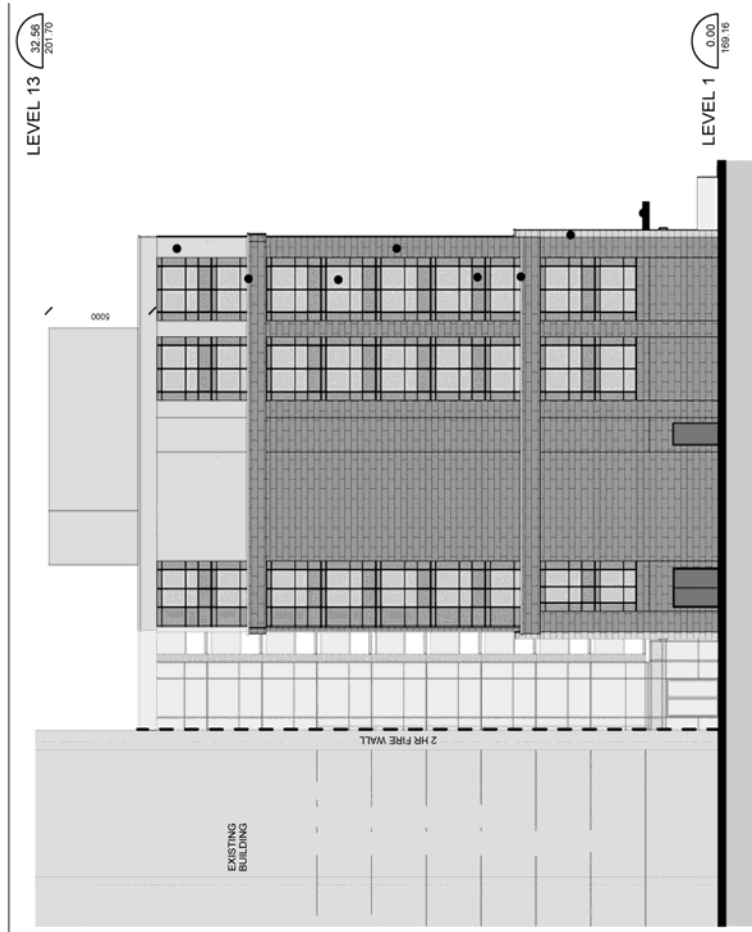 LEVEL 13
32.56
201.70
LEVEL 1
0.00
169.16
5000
2 HR FIRE WALL
EXISTING
BUILDING